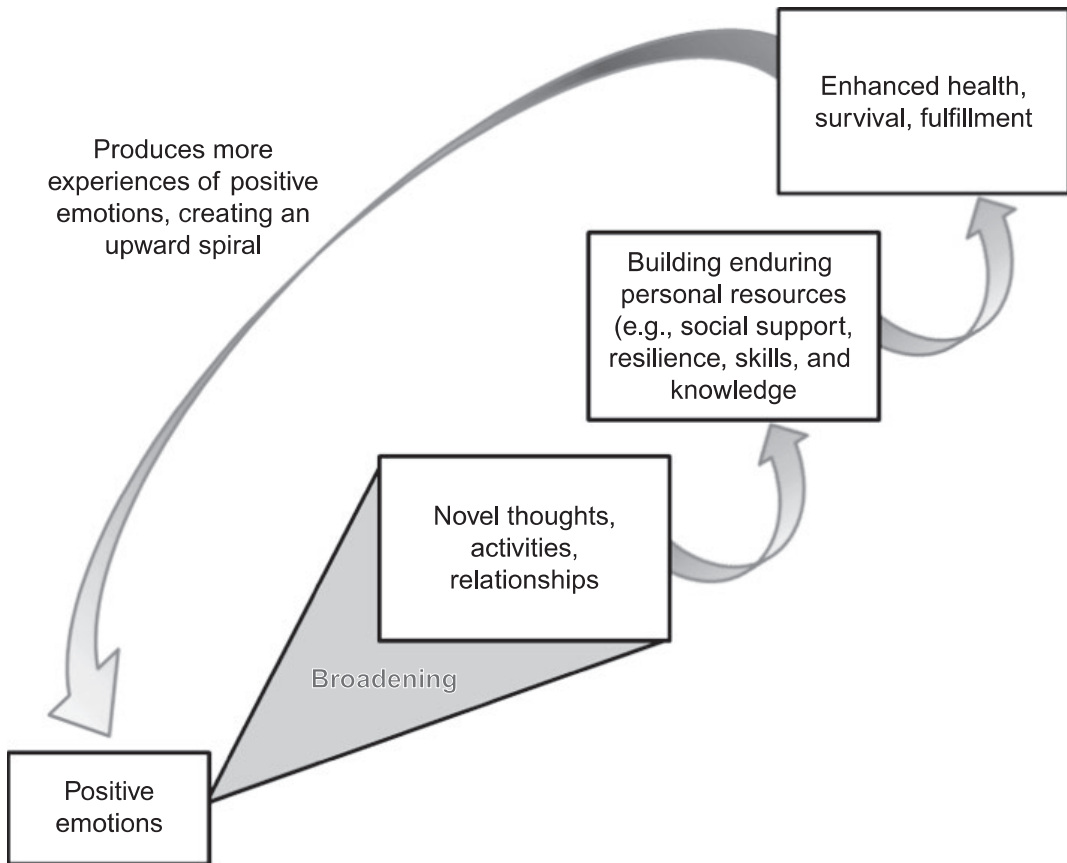 Enhanced health,
survival, fulfillment
Produces more
experiences of positive
emotions, creating an
upward spiral
Building enduring
personal resources
(e.g., social support,
resilience, skills, and
knowledge
Novel thoughts,
activities,
relationships
Broadening
Positive
emotions